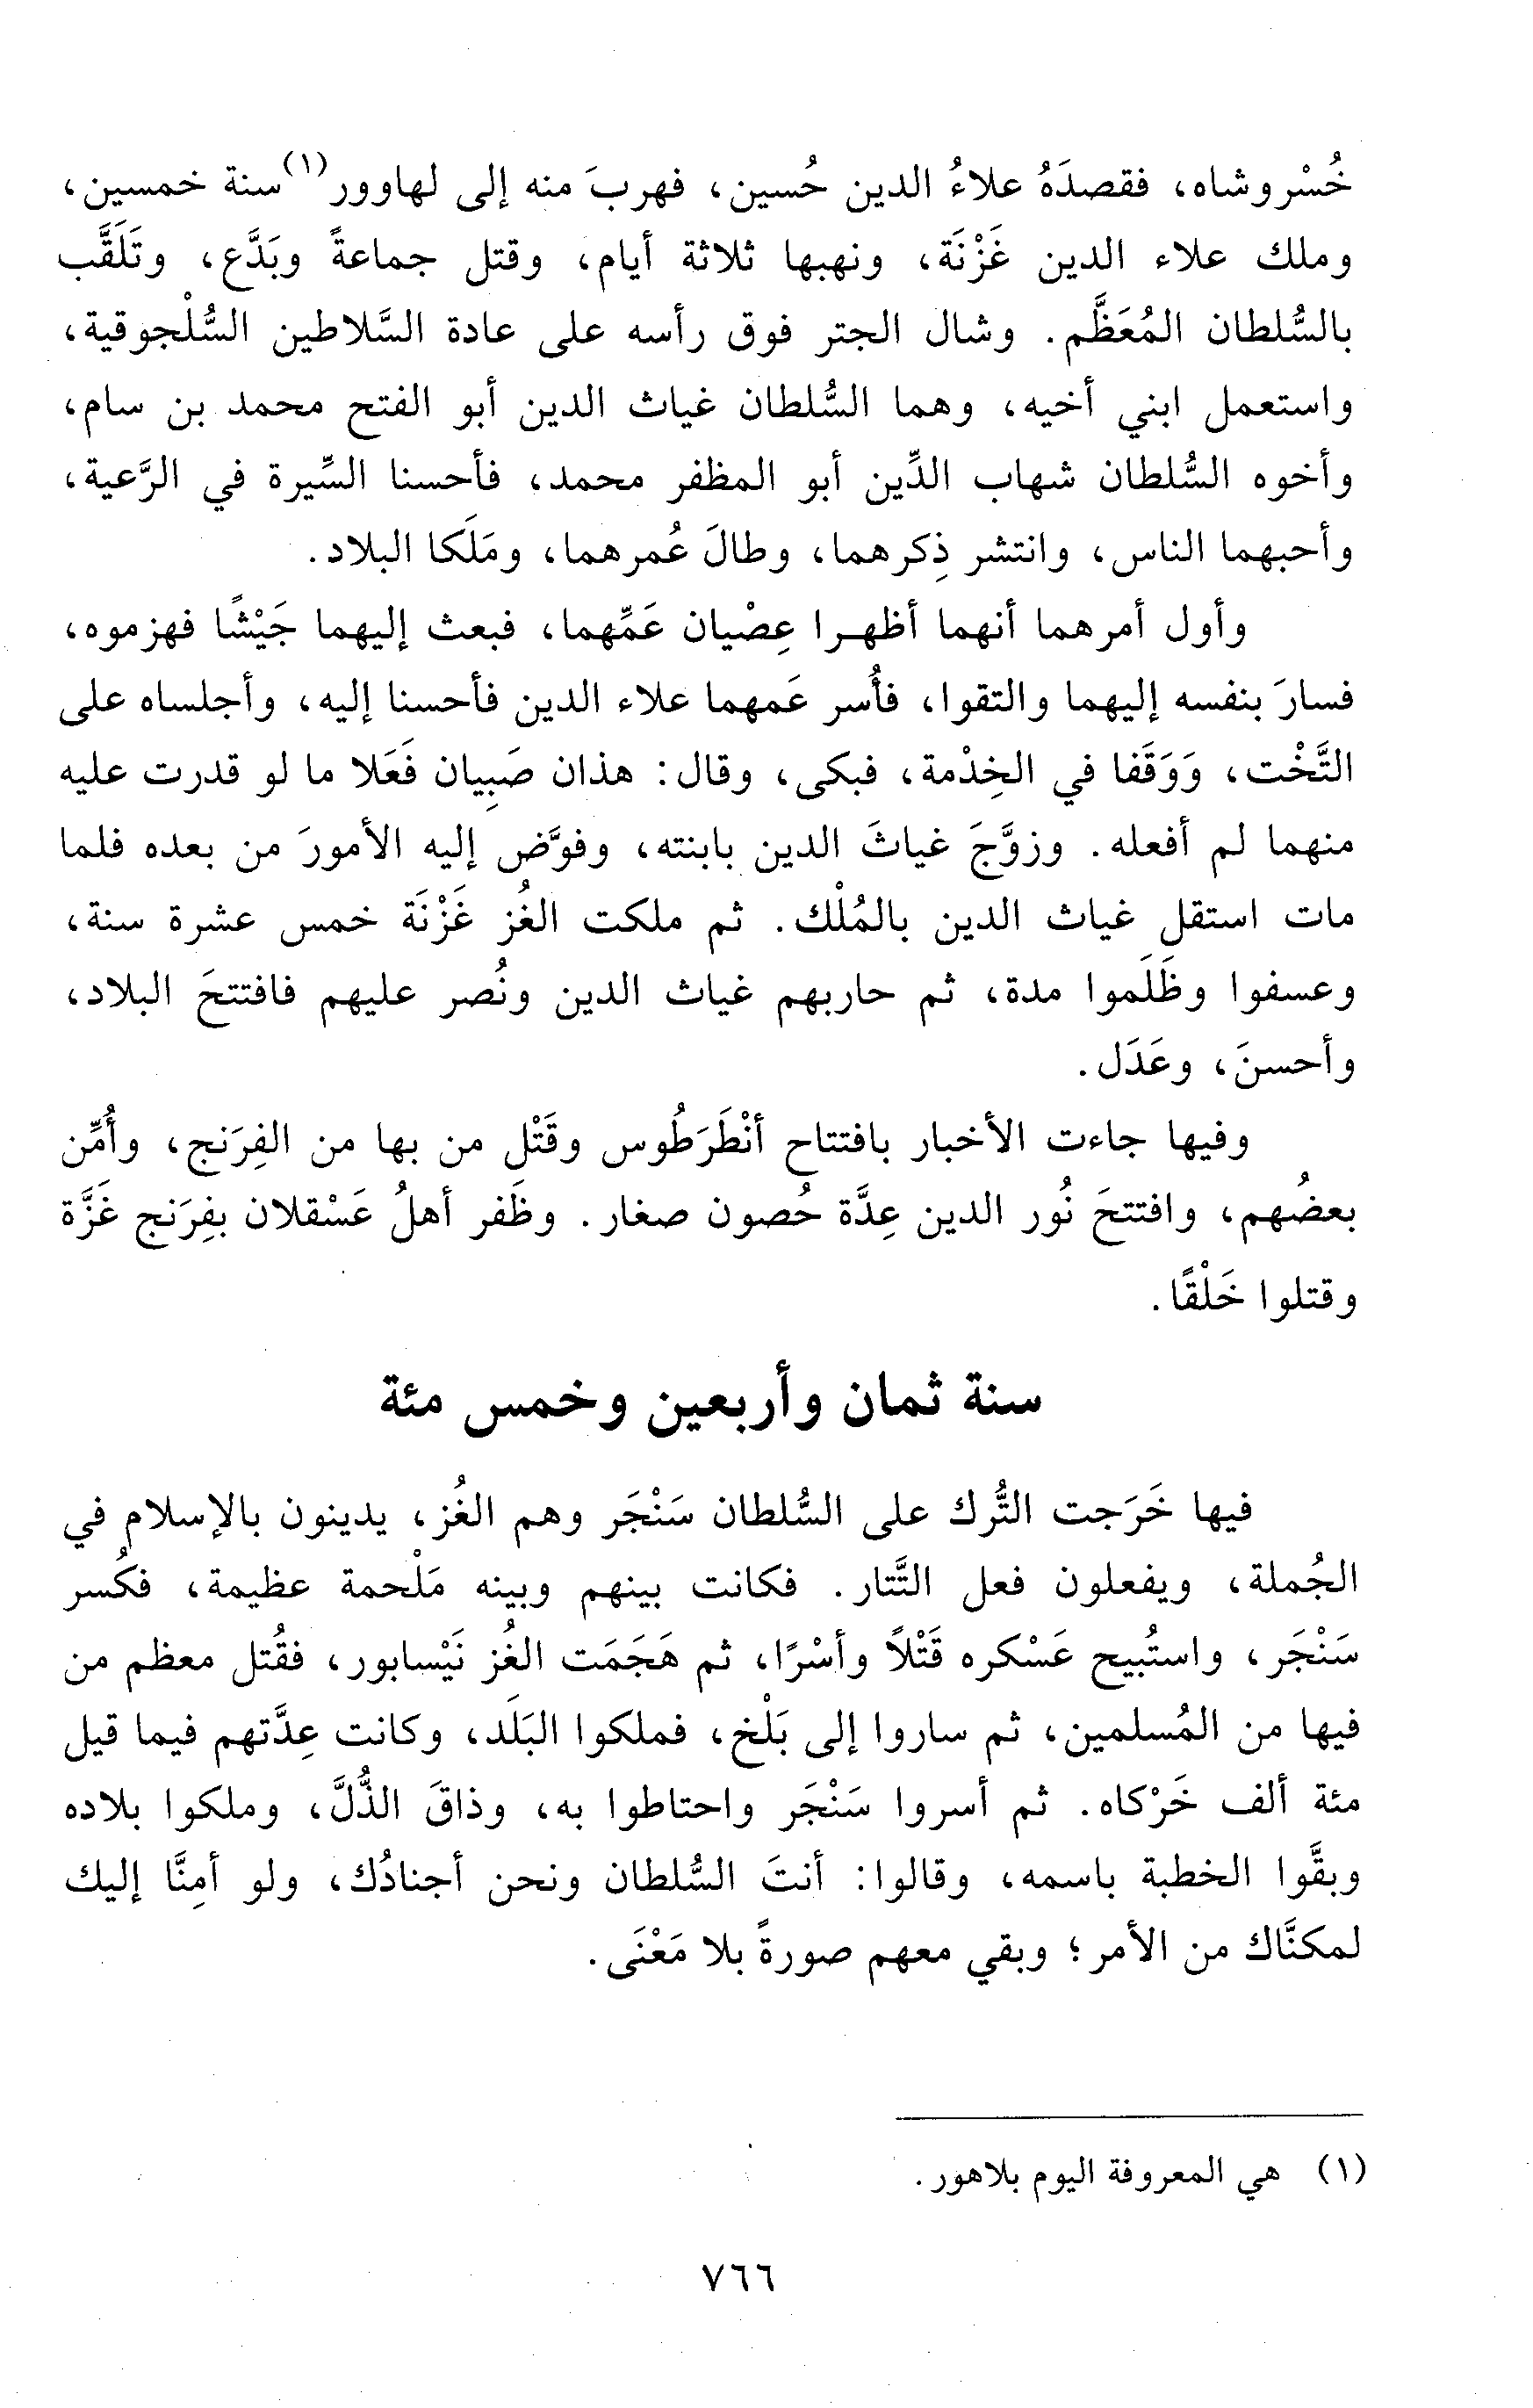 خُسْروشاه، فقصدَهُ علاءُ الدين حُسين، فهربَ منه إلى لهاوور(١) سنة خمسين،
وملك علاء الدين غَزْنَة، ونهبها ثلاثة أيام، وقتل جماعةً وبَدَّع، وتَلَقَّب
بالسُّلطان المُعَظَّم. وشال الجتر فوق رأسه على عادة السَّلاطين السُّلْجوقية،
واستعمل ابني أخيه، وهما السُّلطان غياث الدين أبو الفتح محمد بن سام،
وأخوه السُّلطان شهاب الدِّين أبو المظفر محمد، فأحسنا السِّيرة في الرَّعية،
وأحبهما الناس، وانتشر ذِكرهما، وطالَ عُمرهما، ومَلَكا البلاد.
وأول أمرهما أنهما أظهرا عِصْيان عَمِّهما، فبعث إليهما جَيْشًا فهزموه،
فسارَ بنفسه إليهما والتقوا، فأُسر عَمهما علاء الدين فأحسنا إليه، وأجلساه على
التَّخْت، وَوَقَفا في الخِدْمة، فبكى، وقال: هذان صَبِيان فَعَلا ما لو قدرت عليه
منهما لم أفعله. وزوَّجَ غياثَ الدين بابنته، وفوَّض إليه الأمورَ من بعده فلما
مات استقل غياث الدين بالمُلْك. ثم ملكت الغُز غَزْنَة خمس عشرة سنة،
وعسفوا وظَلَموا مدة، ثم حاربهم غياث الدين ونُصر عليهم فافتتحَ البلاد،
وأحسنَ، وعَدَل.
وفيها جاءت الأخبار بافتتاح أنْطَرَطُوس وقَتْل من بها من الفِرَنج، وأُمِّن
بعضُهم، وافتتحَ نُور الدين عِدَّة حُصون صغار. وظَفر أهلُ عَسْقلان بفِرَنج غَزَّة
وقتلوا خَلْقًا.
سنة ثمان وأربعين وخمس مئة
فيها خَرَجت التُّرك على السُّلطان سَنْجَر وهم الغُز، يدينون بالإسلام في
الجُملة، ويفعلون فعل التَّتار. فكانت بينهم وبينه مَلْحمة عظيمة، فكُسر
سَنْجَر، واستُبيح عَسْكره قَتْلاً وأسْرًا، ثم هَجَمَت الغُز نَيْسابور، فقُتل معظم من
فيها من المُسلمين، ثم ساروا إلى بَلْخ، فملكوا البَلَد، وكانت عِدَّتهم فيما قيل
مئة ألف خَرْكاه. ثم أسروا سَنْجَر واحتاطوا به، وذاقَ الذُّلَّ، وملكوا بلاده
وبقَّوا الخطبة باسمه، وقالوا: أنتَ السُّلطان ونحن أجنادُك، ولو أمِنَّا إليك
لمكنَّاك من الأمر؛ وبقي معهم صورةً بلا مَعْنَى.
(١) هي المعروفة اليوم بلاهور.
٧٦٦